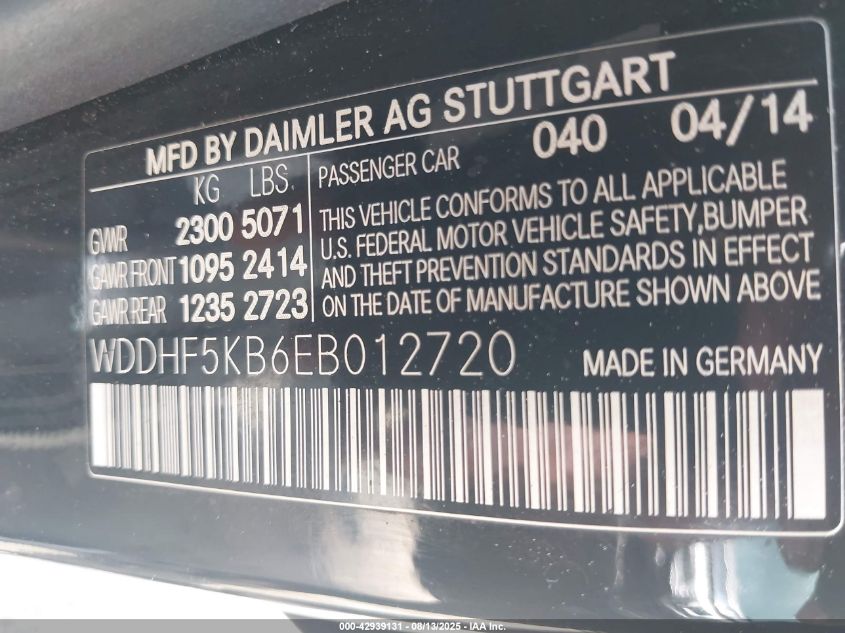 MFD BY DAIMLER AG STUTTGART
KG LBS.
GVWR 2300 5071
GAWR FRONT 1095 2414
GAWR REAR 1235 2723
PASSENGER CAR 040 04/14
THIS VEHICLE CONFORMS TO ALL APPLICABLE
U.S. FEDERAL MOTOR VEHICLE SAFETY, BUMPER
AND THEFT PREVENTION STANDARDS IN EFFECT
ON THE DATE OF MANUFACTURE SHOWN ABOVE
WDDHF5KB6EB012720 MADE IN GERMANY
000-42939131 - 08/13/2025 - IAA Inc.